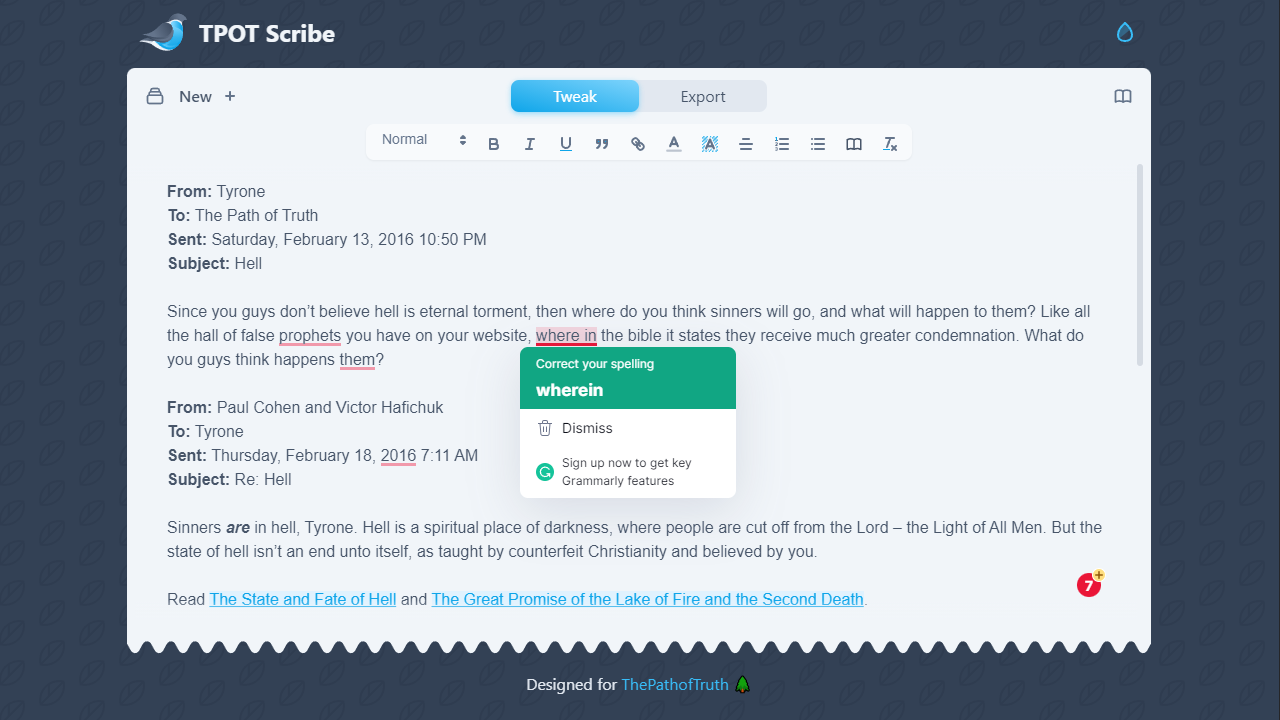 TPOT Scribe
New +
Tweak
Export
Normal
From: Tyrone
To: The Path of Truth
Sent: Saturday, February 13, 2016 10:50 PM
Subject: Hell
Since you guys don’t believe hell is eternal torment, then where do you think sinners will go, and what will happen to them? Like all
the hall of false prophets you have on your website, where in the bible it states they receive much greater condemnation. What do
you guys think happens them?
Correct your spelling
wherein
Dismiss
Sign up now to get key
Grammarly features
From: Paul Cohen and Victor Hafichuk
To: Tyrone
Sent: Thursday, February 18, 2016 7:11 AM
Subject: Re: Hell
Sinners are in hell, Tyrone. Hell is a spiritual place of darkness, where people are cut off from the Lord – the Light of All Men. But the
state of hell isn’t an end unto itself, as taught by counterfeit Christianity and believed by you.
Read The State and Fate of Hell and The Great Promise of the Lake of Fire and the Second Death.
7
Designed for ThePathofTruth